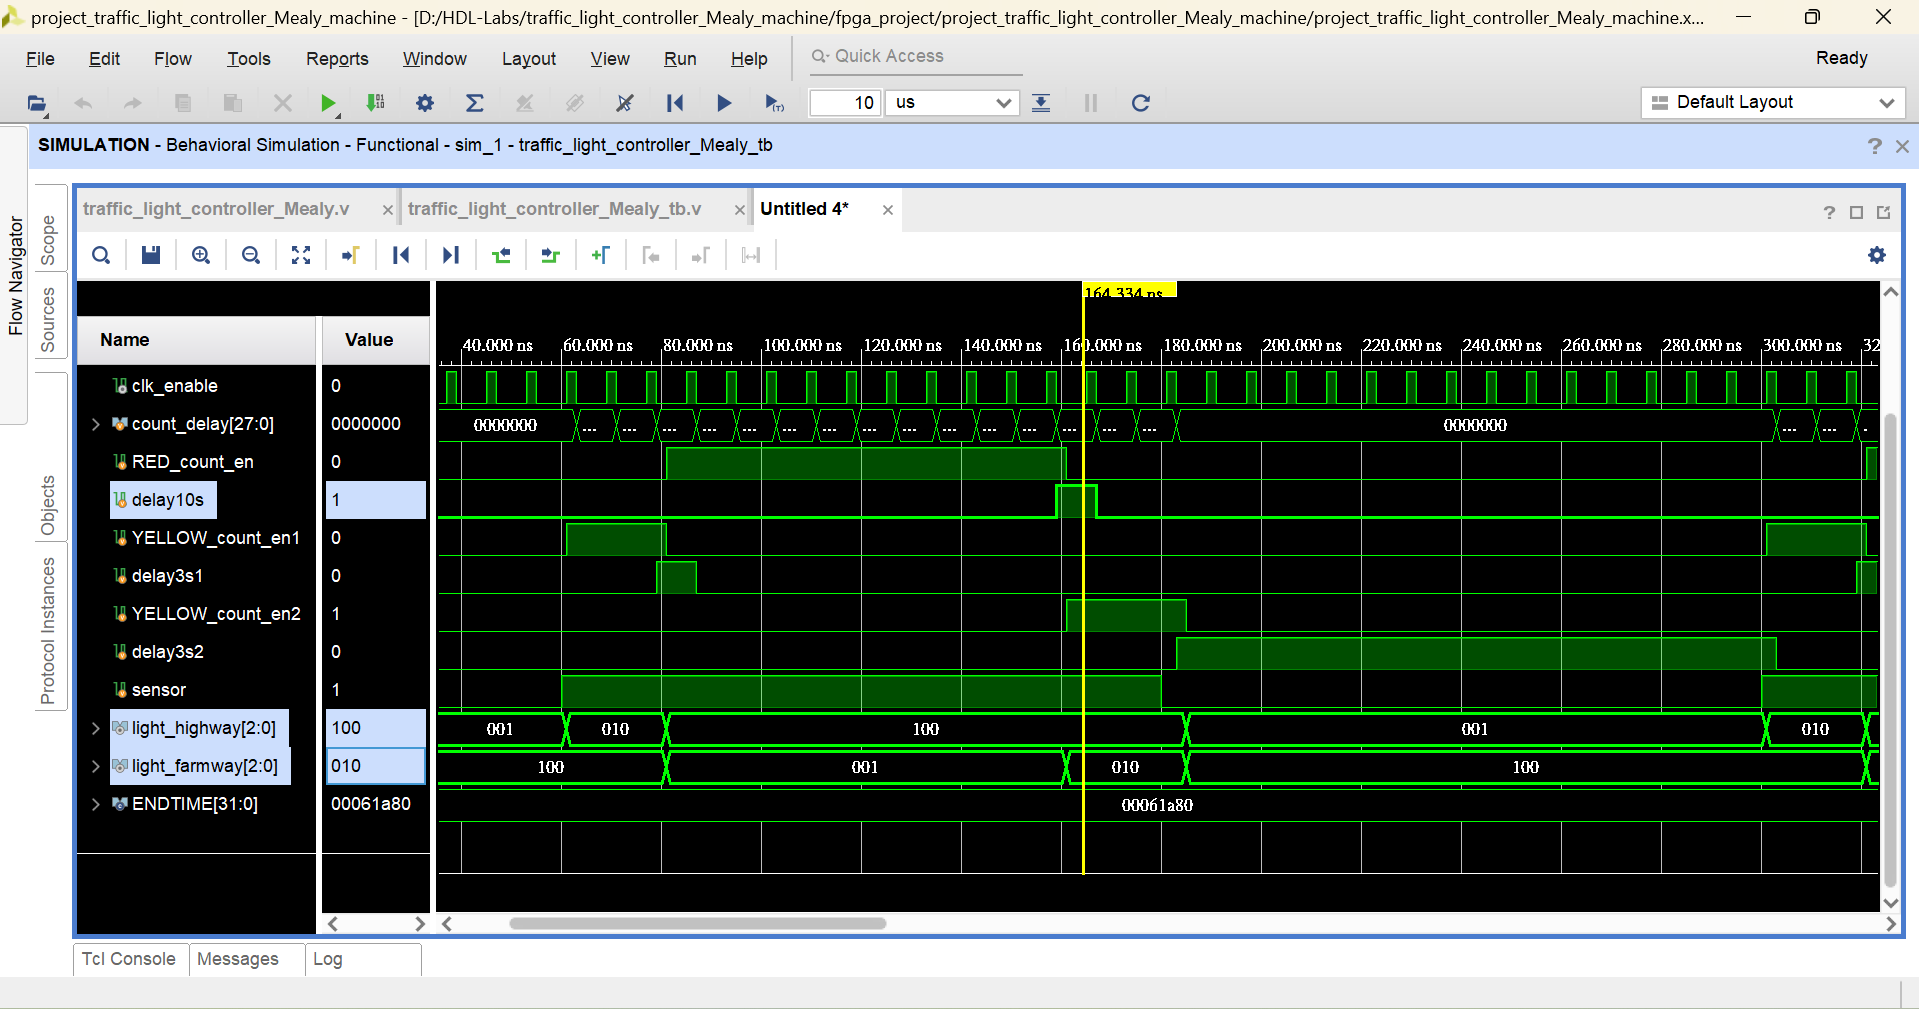 project_traffic_light_controller_Mealy_machine - [D:/HDL-Labs/traffic_light_controller_Mealy_machine/fpga_project/project_traffic_light_controller_Mealy_machine/project_traffic_light_controller_Mealy_machine.x...
File Edit Flow Tools Reports Window Layout View Run Help Quick Access Ready
10 us Default Layout
SIMULATION - Behavioral Simulation - Functional - sim_1 - traffic_light_controller_Mealy_tb
Flow Navigator
Scope
Sources
Objects
Protocol Instances
traffic_light_controller_Mealy.v traffic_light_controller_Mealy_tb.v Untitled 4*
164.334 ns
Name Value
40.000 ns 60.000 ns 80.000 ns 100.000 ns 120.000 ns 140.000 ns 160.000 ns 180.000 ns 200.000 ns 220.000 ns 240.000 ns 260.000 ns 280.000 ns 300.000 ns 32
clk_enable 0
count_delay[27:0] 0000000 0000000 ... ... ... ... ... ... ... ... ... ... ... ... ... ... ... 0000000 ... ... .
RED_count_en 0
delay10s 1
YELLOW_count_en1 0
delay3s1 0
YELLOW_count_en2 1
delay3s2 0
sensor 1
light_highway[2:0] 100 001 010 100 001 010
light_farmway[2:0] 010 100 001 010 100
ENDTIME[31:0] 00061a80 00061a80
Tcl Console Messages Log